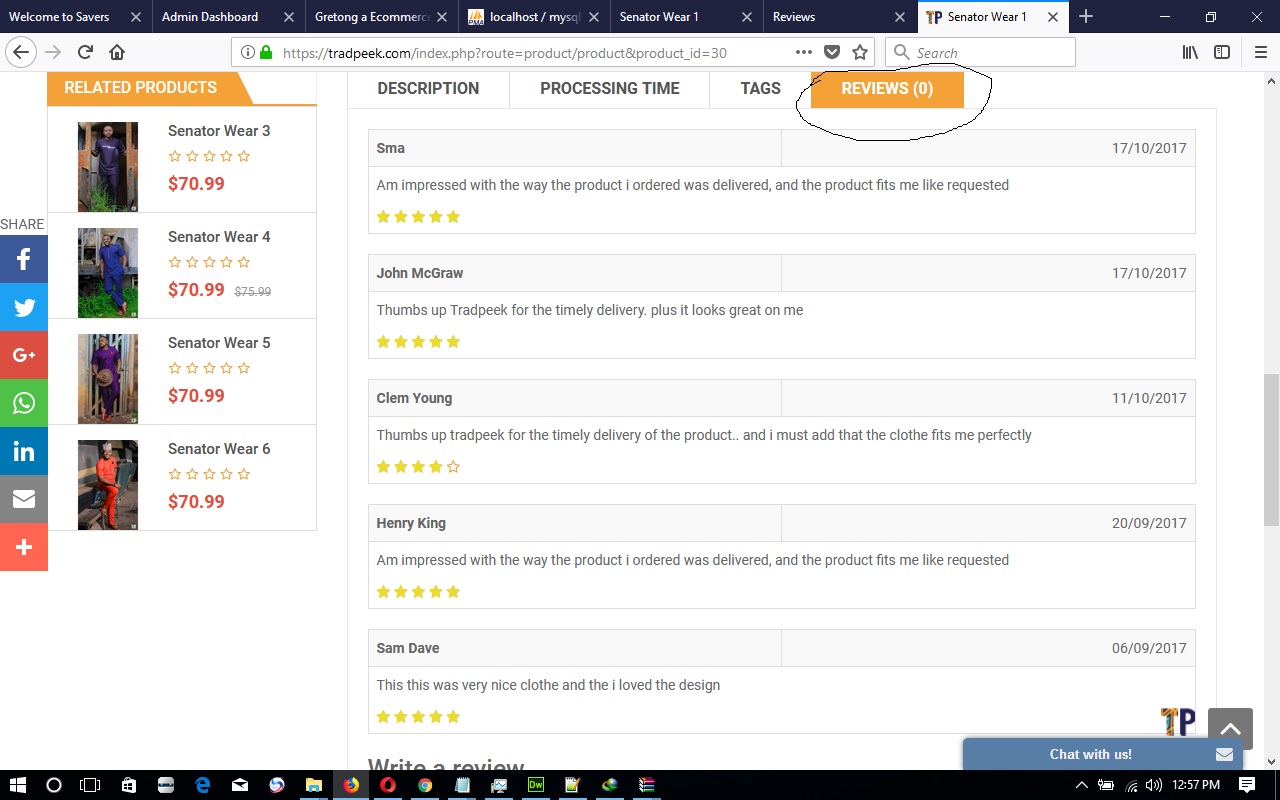 Welcome to Savers
Admin Dashboard
Gretong a Ecommerce
localhost / mysql
Senator Wear 1
Reviews
TP Senator Wear 1
https://tradpeek.com/index.php?route=product/product&product_id=30
Search
RELATED PRODUCTS
DESCRIPTION
PROCESSING TIME
TAGS
REVIEWS (0)
Senator Wear 3
$70.99
Senator Wear 4
$70.99 $75.99
Senator Wear 5
$70.99
Senator Wear 6
$70.99
SHARE
Sma 17/10/2017
Am impressed with the way the product i ordered was delivered, and the product fits me like requested
John McGraw 17/10/2017
Thumbs up Tradpeek for the timely delivery. plus it looks great on me
Clem Young 11/10/2017
Thumbs up tradpeek for the timely delivery of the product.. and i must add that the clothe fits me perfectly
Henry King 20/09/2017
Am impressed with the way the product i ordered was delivered, and the product fits me like requested
Sam Dave 06/09/2017
This this was very nice clothe and the i loved the design
TP
Write a review
Chat with us!
Dw
12:57 PM